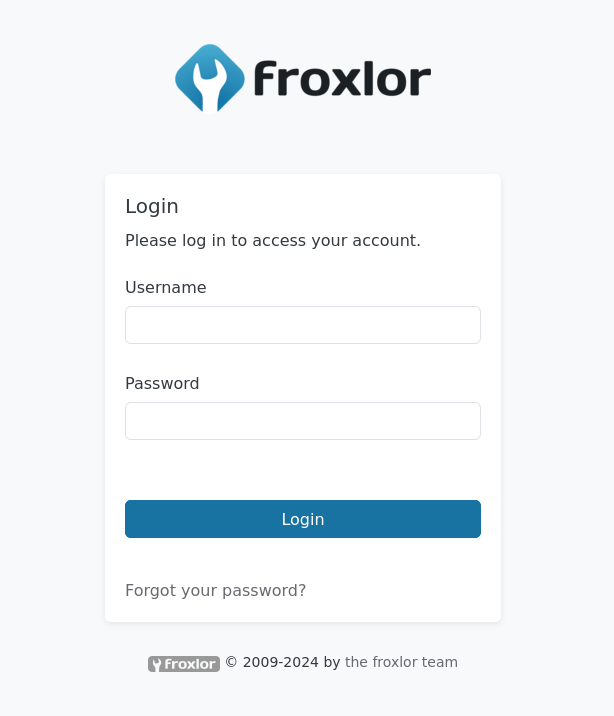 froxlor
Login
Please log in to access your account.
Username
Password
Login
Forgot your password?
froxlor © 2009-2024 by the froxlor team